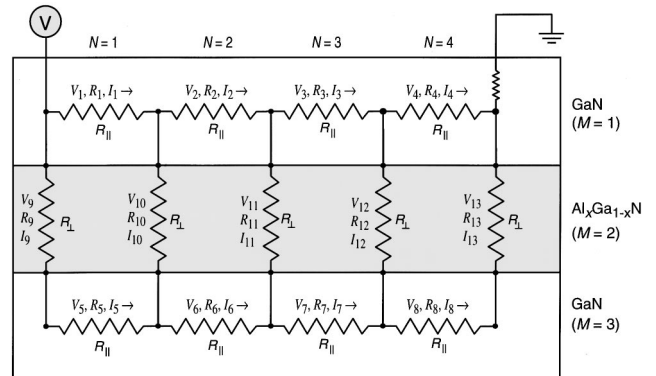 V
N = 1 N = 2 N = 3 N = 4
V1, R1, I1 → V2, R2, I2 → V3, R3, I3 → V4, R4, I4 →
R|| R|| R|| R||
GaN
(M = 1)
V9 V10 V11 V12 V13
R9 R10 R11 R12 R13
I9 I10 I11 I12 I13
R⊥ R⊥ R⊥ R⊥ R⊥
AlxGa1-xN
(M = 2)
V5, R5, I5 → V6, R6, I6 → V7, R7, I7 → V8, R8, I8 →
R|| R|| R|| R||
GaN
(M = 3)